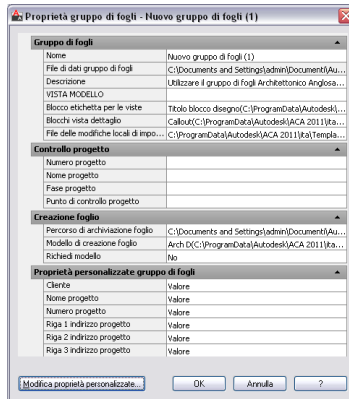 Proprietà gruppo di fogli - Nuovo gruppo di fogli (1)
Gruppo di fogli
Nome Nuovo gruppo di fogli (1)
File di dati gruppo di fogli C:\Documents and Settings\admin\Documenti\Au...
Descrizione Utilizzare il gruppo di fogli Architettonico Anglosa...
VISTA MODELLO
Blocco etichetta per le viste Titolo blocco disegno(C:\ProgramData\Autodesk\...
Blocchi vista dettaglio Callout(C:\ProgramData\Autodesk\ACA 2011\ita...
File delle modifiche locali di impo... C:\ProgramData\Autodesk\ACA 2011\ita\Templa...
Controllo progetto
Numero progetto
Nome progetto
Fase progetto
Punto di controllo progetto
Creazione foglio
Percorso di archiviazione foglio C:\Documents and Settings\admin\Documenti\Au...
Modello di creazione foglio Arch D(C:\ProgramData\Autodesk\ACA 2011\ita...
Richiedi modello No
Proprietà personalizzate gruppo di fogli
Cliente Valore
Nome progetto Valore
Numero progetto Valore
Riga 1 indirizzo progetto Valore
Riga 2 indirizzo progetto Valore
Riga 3 indirizzo progetto Valore
Modifica proprietà personalizzate... OK Annulla ?